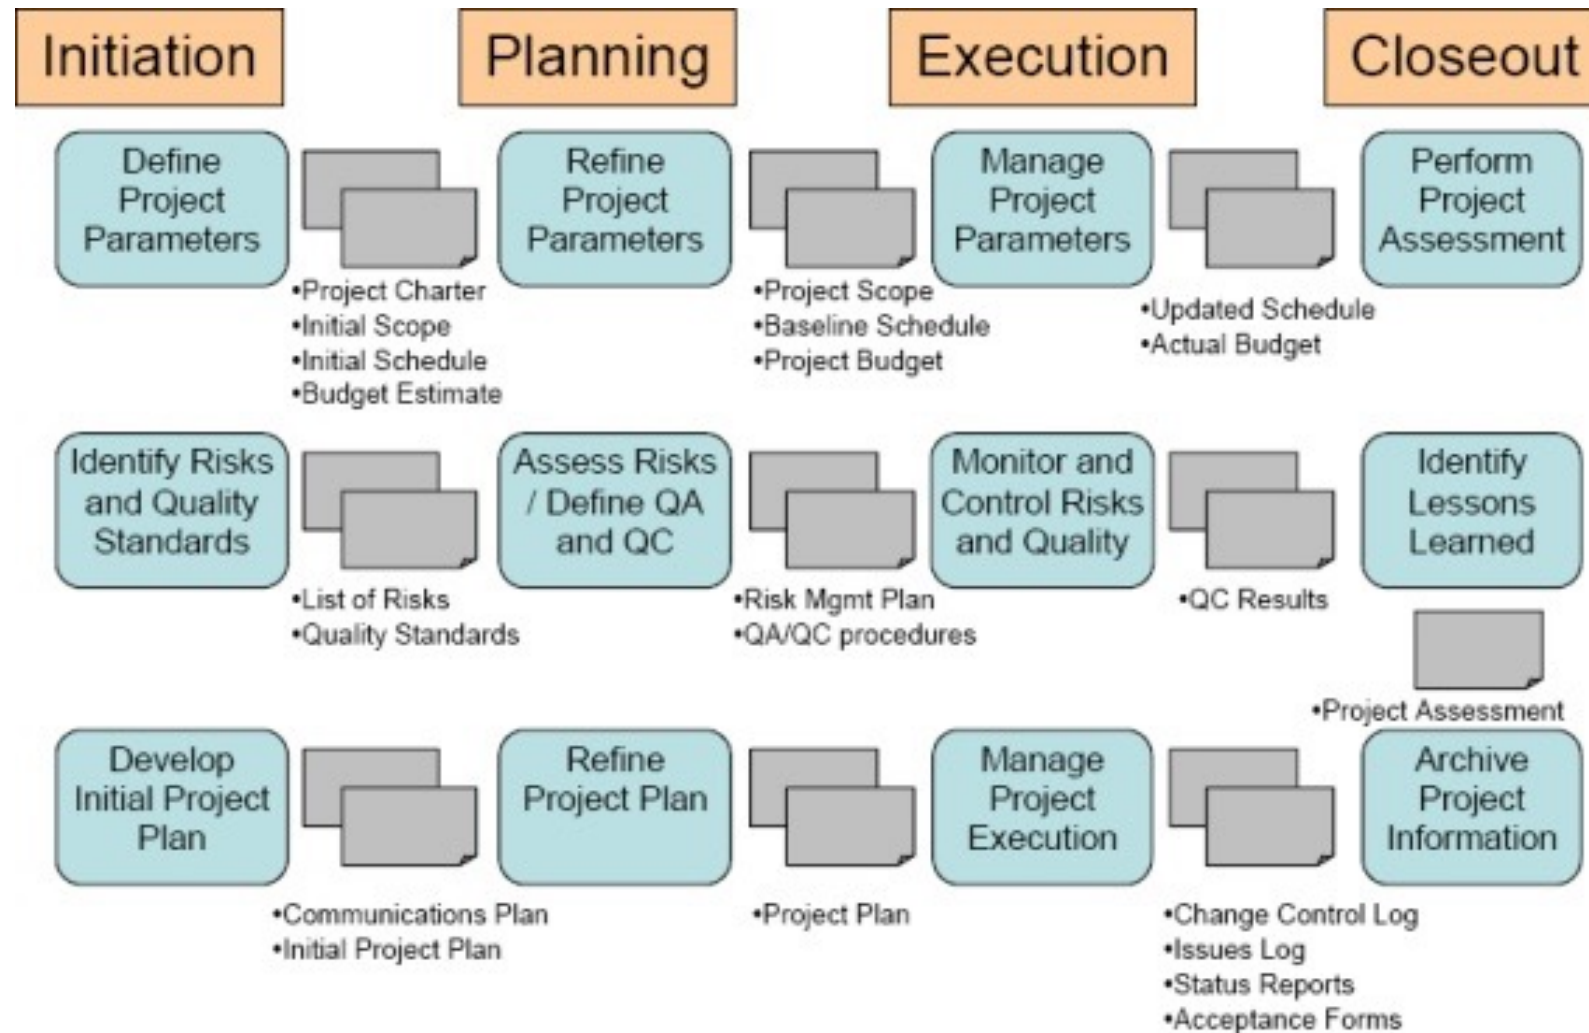 Initiation
Planning
Execution
Closeout
Define
Project
Parameters
•Project Charter
•Initial Scope
•Initial Schedule
•Budget Estimate
Refine
Project
Parameters
•Project Scope
•Baseline Schedule
•Project Budget
Manage
Project
Parameters
•Updated Schedule
•Actual Budget
Perform
Project
Assessment
Identify Risks
and Quality
Standards
•List of Risks
•Quality Standards
Assess Risks
/ Define QA
and QC
•Risk Mgmt Plan
•QA/QC procedures
Monitor and
Control Risks
and Quality
•QC Results
Identify
Lessons
Learned
•Project Assessment
Develop
Initial Project
Plan
•Communications Plan
•Initial Project Plan
Refine
Project Plan
•Project Plan
Manage
Project
Execution
•Change Control Log
•Issues Log
•Status Reports
•Acceptance Forms
Archive
Project
Information